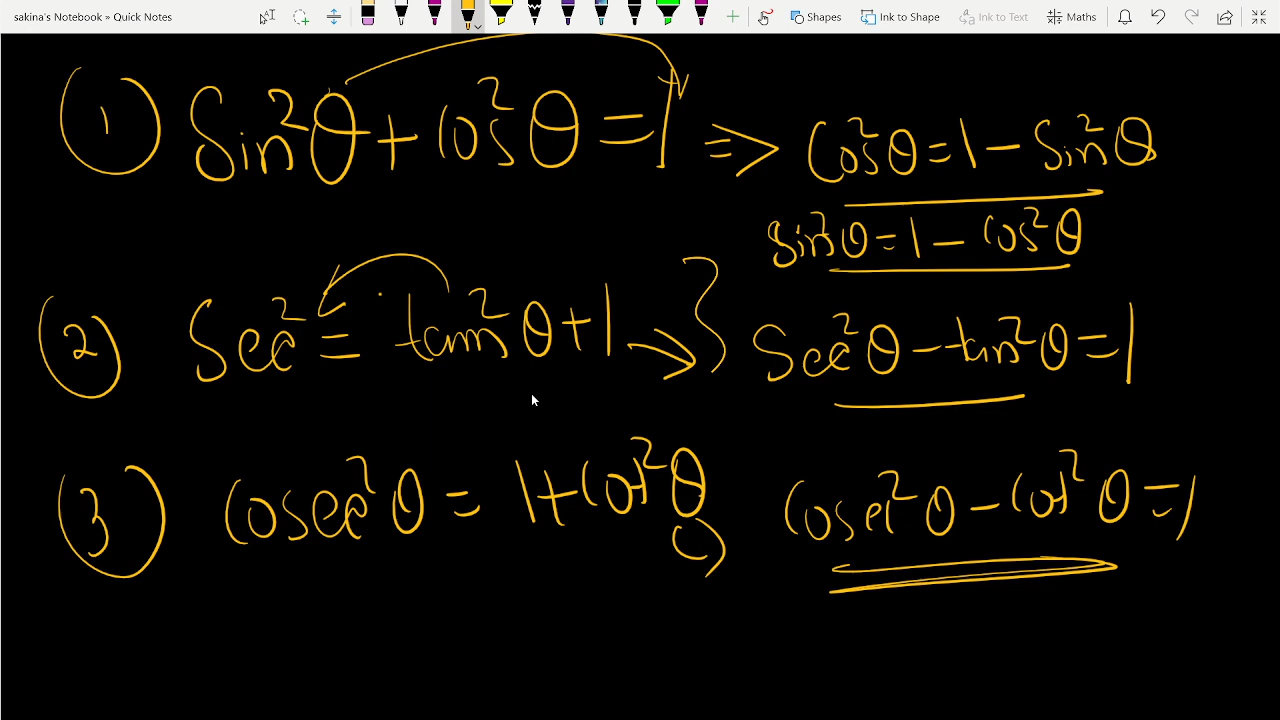 sakina's Notebook » Quick Notes
Shapes
Ink to Shape
Ink to Text
Maths
① Sin²θ + cos²θ = 1 ⇒ Cos²θ = 1 - Sin²θ
Sin²θ = 1 - cos²θ
② Sec² = tan²θ + 1 → Sec²θ - tan²θ = 1
③ Cosec²θ = 1 + Cot²θ Cosec²θ - Cot²θ = 1